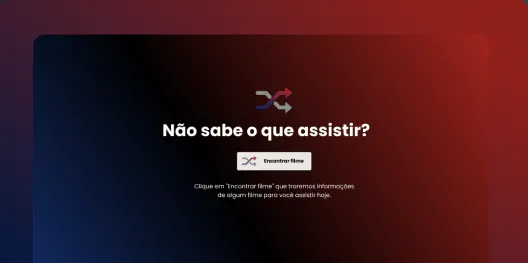 Não sabe o que assistir?
Encontrar filme
Clique em "Encontrar filme" que traremos informações
de algum filme para você assistir hoje.